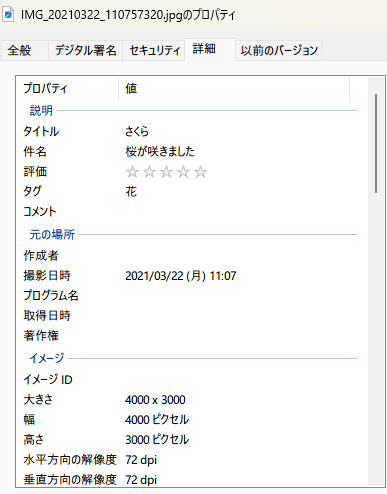 IMG_20210322_110757320.jpgのプロパティ
全般 デジタル署名 セキュリティ 詳細 以前のバージョン
プロパティ 値
説明
タイトル さくら
件名 桜が咲きました
評価 ☆☆☆☆☆
タグ 花
コメント
元の場所
作成者
撮影日時 2021/03/22 (月) 11:07
プログラム名
取得日時
著作権
イメージ
イメージ ID
大きさ 4000 x 3000
幅 4000 ピクセル
高さ 3000 ピクセル
水平方向の解像度 72 dpi
垂直方向の解像度 72 dpi